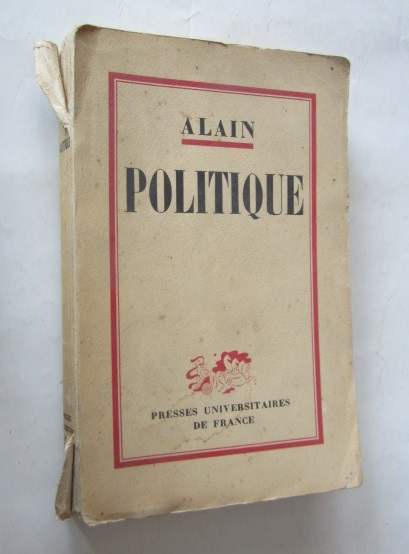 ALAIN
POLITIQUE
PRESSES UNIVERSITAIRES
DE FRANCE